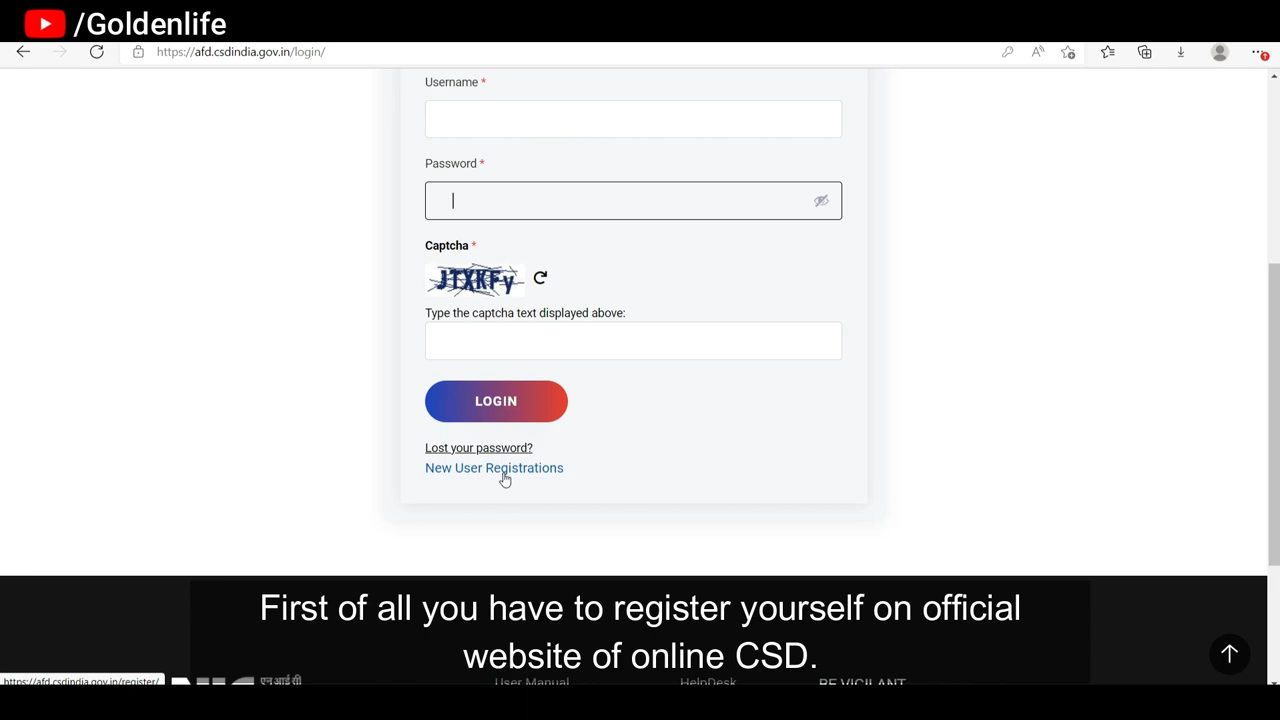 /Goldenlife
https://afd.csdindia.gov.in/login/
Username *
Password *
Captcha *
JTXKFy
Type the captcha text displayed above:
LOGIN
Lost your password?
New User Registrations
First of all you have to register yourself on official
website of online CSD.
https://afd.csdindia.gov.in/register/
एन आई सी
User Manual
HelpDesk
BE VIGILANT